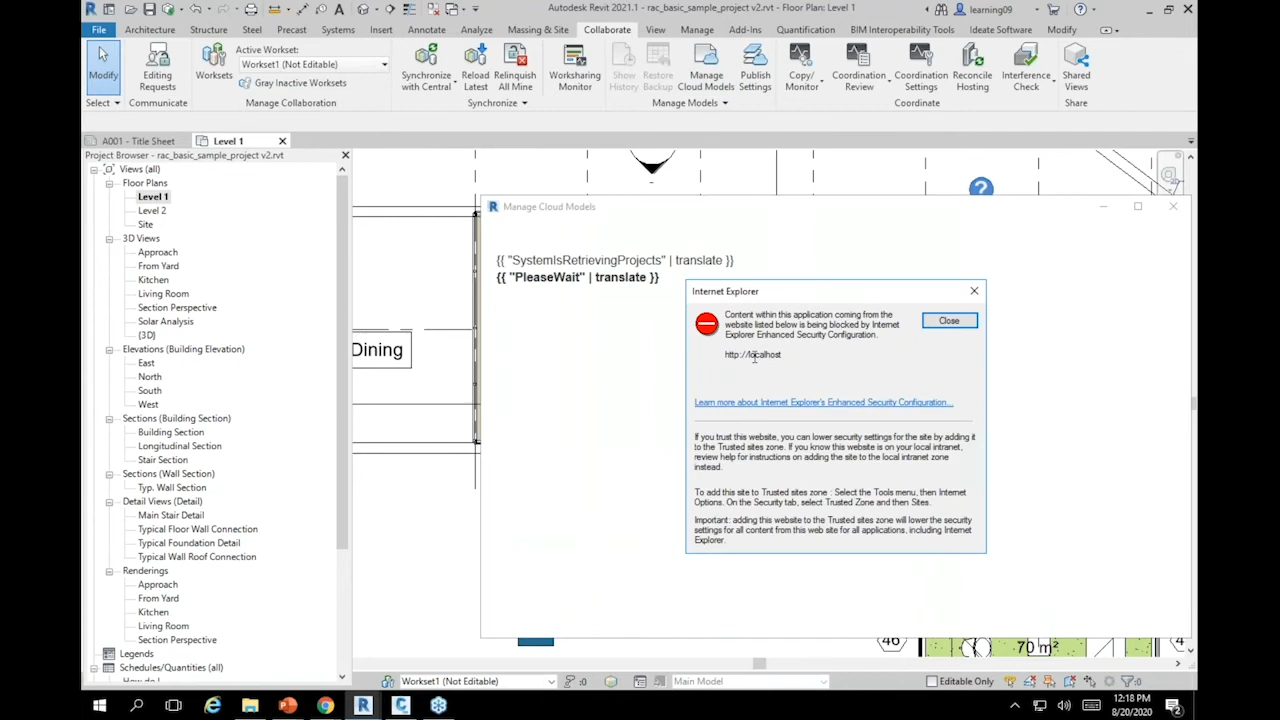 Autodesk Revit 2021.1 - rac_basic_sample_project v2.rvt - Floor Plan: Level 1
learning09
File Architecture Structure Steel Precast Systems Insert Annotate Analyze Massing & Site Collaborate View Manage Add-Ins Quantification BIM Interoperability Tools Ideate Software Modify
Modify
Select
Editing
Requests
Communicate
Worksets
Active Workset:
Workset1 (Not Editable)
Gray Inactive Worksets
Manage Collaboration
Synchronize
with Central
Reload
Latest
Relinquish
All Mine
Synchronize
Worksharing
Monitor
Show
History
Restore
Backup
Manage
Cloud Models
Publish
Settings
Manage Models
Copy/
Monitor
Coordination
Review
Coordination
Settings
Reconcile
Hosting
Interference
Check
Coordinate
Shared
Views
Share
A001 - Title Sheet
Level 1
Project Browser - rac_basic_sample_project v2.rvt
Views (all)
Floor Plans
Level 1
Level 2
Site
3D Views
Approach
From Yard
Kitchen
Living Room
Section Perspective
Solar Analysis
{3D}
Elevations (Building Elevation)
East
North
South
West
Sections (Building Section)
Building Section
Longitudinal Section
Stair Section
Sections (Wall Section)
Typ. Wall Section
Detail Views (Detail)
Main Stair Detail
Typical Floor Wall Connection
Typical Foundation Detail
Typical Wall Roof Connection
Renderings
Approach
From Yard
Kitchen
Living Room
Section Perspective
Legends
Schedules/Quantities (all)
How do I
Dining
Manage Cloud Models
{{ "SystemIsRetrievingProjects" | translate }}
{{ "PleaseWait" | translate }}
Internet Explorer
Content within this application coming from the
website listed below is being blocked by Internet
Explorer Enhanced Security Configuration.
Close
http://localhost
Learn more about Internet Explorer's Enhanced Security Configuration...
If you trust this website, you can lower security settings for the site by adding it
to the Trusted sites zone. If you know this website is on your local intranet,
review help for instructions on adding the site to the local intranet zone
instead.
To add this site to Trusted sites zone : Select the Tools menu, then Internet
Options. On the Security tab, select Trusted Zone and then Sites.
Important: adding this website to the Trusted sites zone will lower the security
settings for all content from this web site for all applications, including Internet
Explorer.
46
70 m²
4
Workset1 (Not Editable)
:0
Main Model
Editable Only
:0
12:18 PM
8/20/2020
2